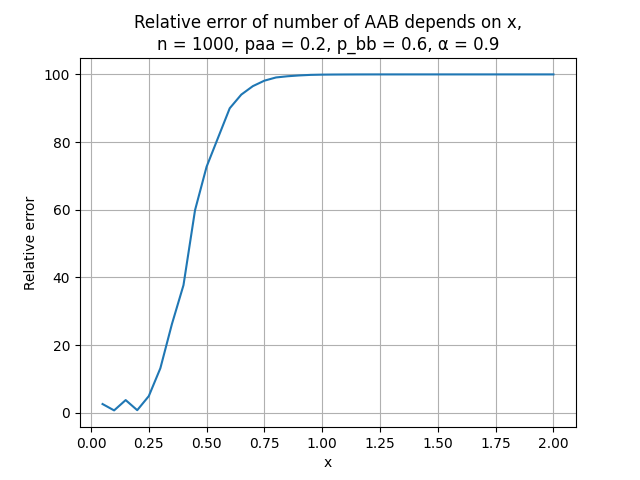 Relative error of number of AAB depends on x,
n = 1000, paa = 0.2, p_bb = 0.6, α = 0.9
100
80
60
40
20
0
Relative error
0.00 0.25 0.50 0.75 1.00 1.25 1.50 1.75 2.00
x